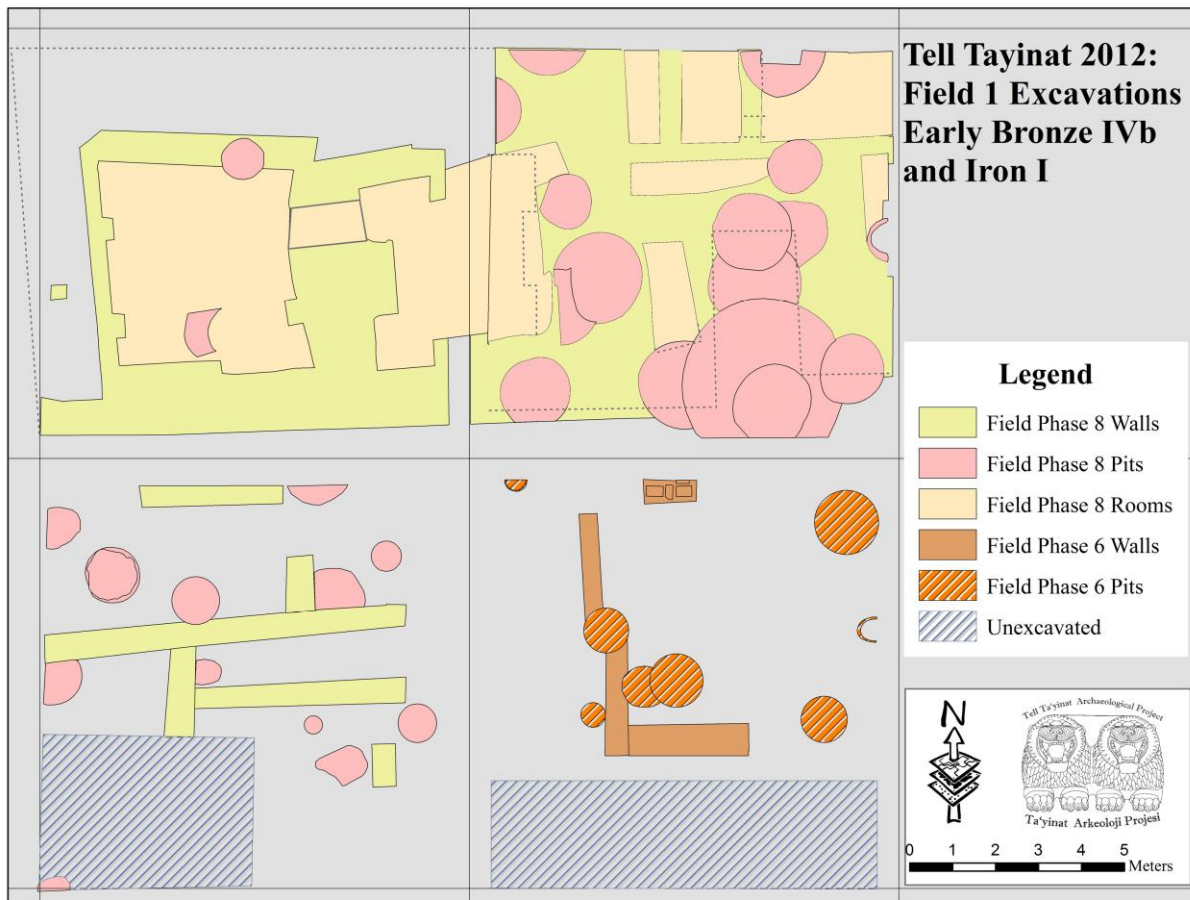 Tell Tayinat 2012:
Field 1 Excavations
Early Bronze IVb
and Iron I
Legend
Field Phase 8 Walls
Field Phase 8 Pits
Field Phase 8 Rooms
Field Phase 6 Walls
Field Phase 6 Pits
Unexcavated
N
Tell Ta'yinat Archaeological Project
Ta'yinat Arkeoloji Projesi
0 1 2 3 4 5
Meters